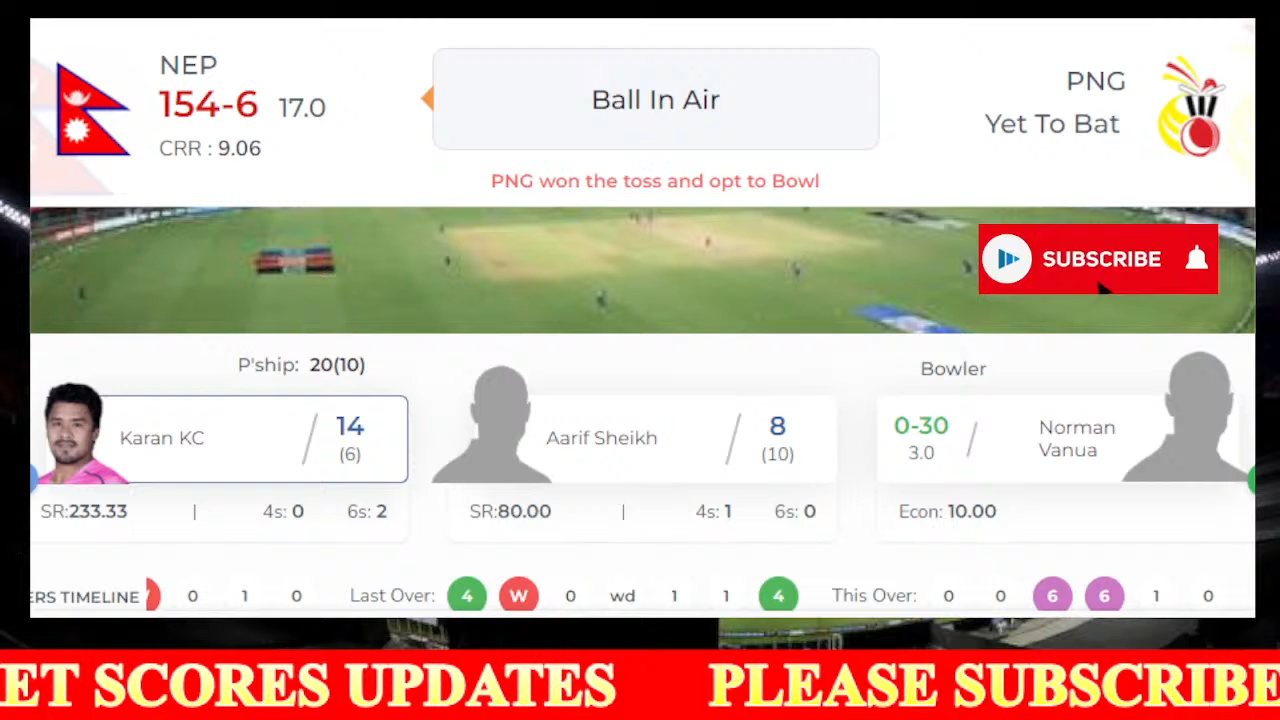 NEP
154-6 17.0
CRR : 9.06
Ball In Air
PNG won the toss and opt to Bowl
PNG
Yet To Bat
SUBSCRIBE
P'ship: 20(10)
Karan KC / 14
(6)
SR:233.33 | 4s: 0 6s: 2
Aarif Sheikh / 8
(10)
SR:80.00 | 4s: 1 6s: 0
Bowler
0-30 / Norman
3.0 Vanua
Econ: 10.00
ERS TIMELINE 0 1 0 Last Over: 4 W 0 wd 1 1 4 This Over: 0 0 6 6 1 0
ET SCORES UPDATES PLEASE SUBSCRIBE